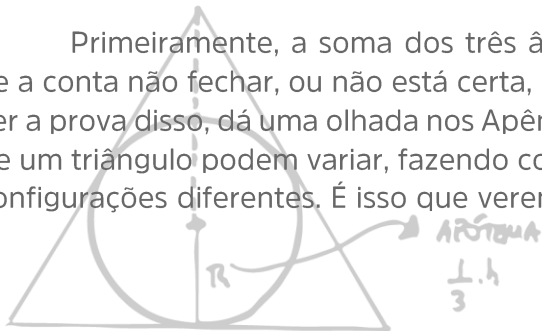 Primeiramente, a soma dos três â
e a conta não fechar, ou não está certa,
er a prova disso, dá uma olhada nos Apên
e um triângulo podem variar, fazendo co
onfigurações diferentes. É isso que verem
R
APÓTEMA
1/3 . h